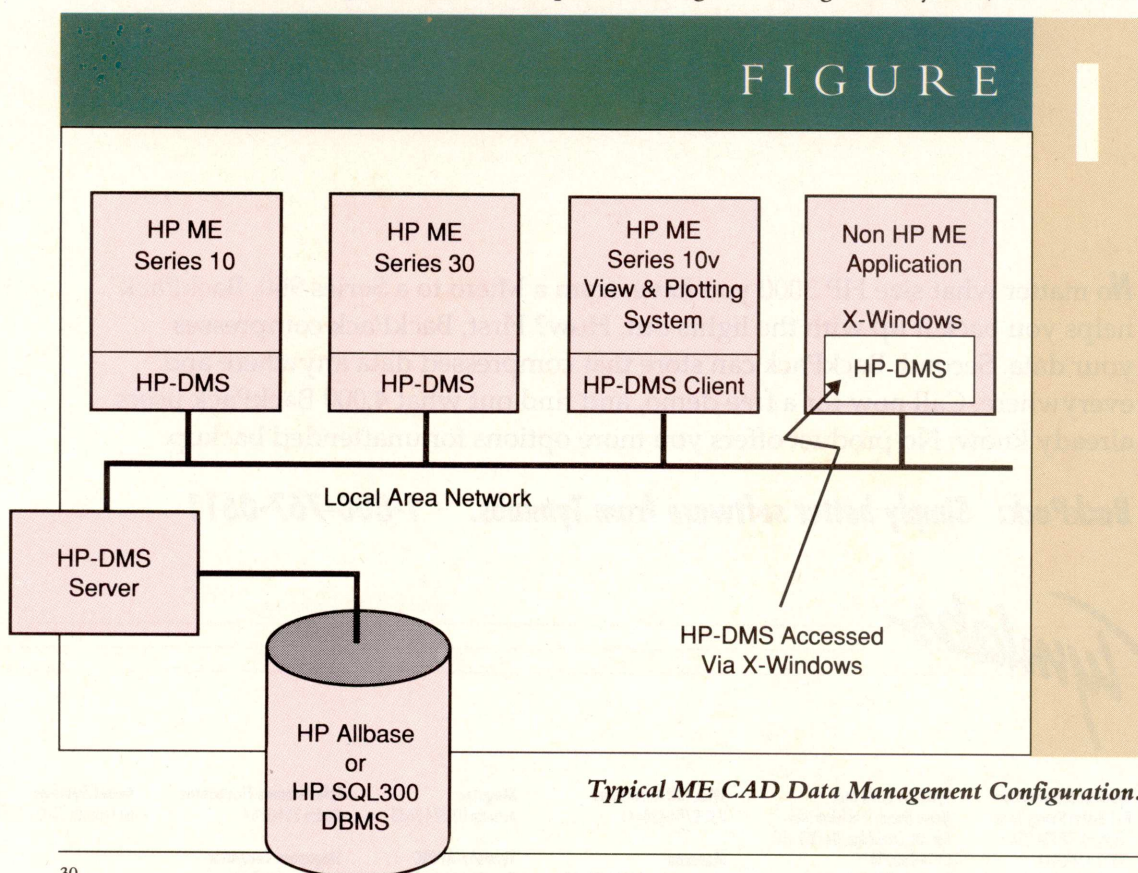 FIGURE
1
HP ME
Series 10
HP-DMS
HP ME
Series 30
HP-DMS
HP ME
Series 10v
View & Plotting
System
HP-DMS Client
Non HP ME
Application
X-Windows
HP-DMS
Local Area Network
HP-DMS
Server
HP-DMS Accessed
Via X-Windows
HP Allbase
or
HP SQL300
DBMS
Typical ME CAD Data Management Configuration.
30